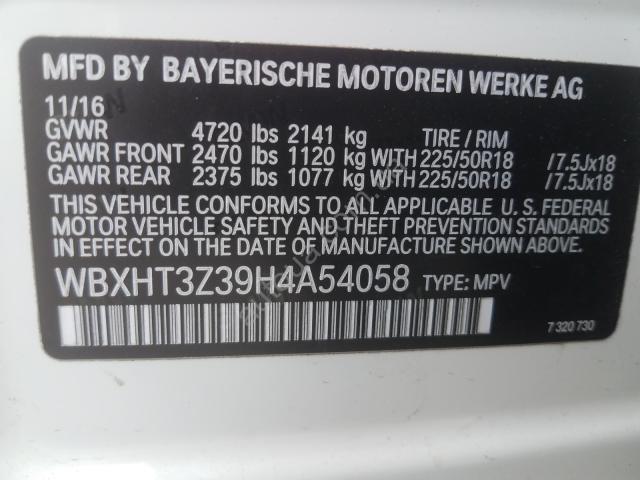 MFD BY BAYERISCHE MOTOREN WERKE AG
11/16
GVWR 4720 lbs 2141 kg TIRE / RIM
GAWR FRONT 2470 lbs 1120 kg WITH 225/50R18 /7.5Jx18
GAWR REAR 2375 lbs 1077 kg WITH 225/50R18 /7.5Jx18
THIS VEHICLE CONFORMS TO ALL APPLICABLE U. S. FEDERAL
MOTOR VEHICLE SAFETY AND THEFT PREVENTION STANDARDS
IN EFFECT ON THE DATE OF MANUFACTURE SHOWN ABOVE.
WBXHT3Z39H4A54058 TYPE: MPV
7 320 730